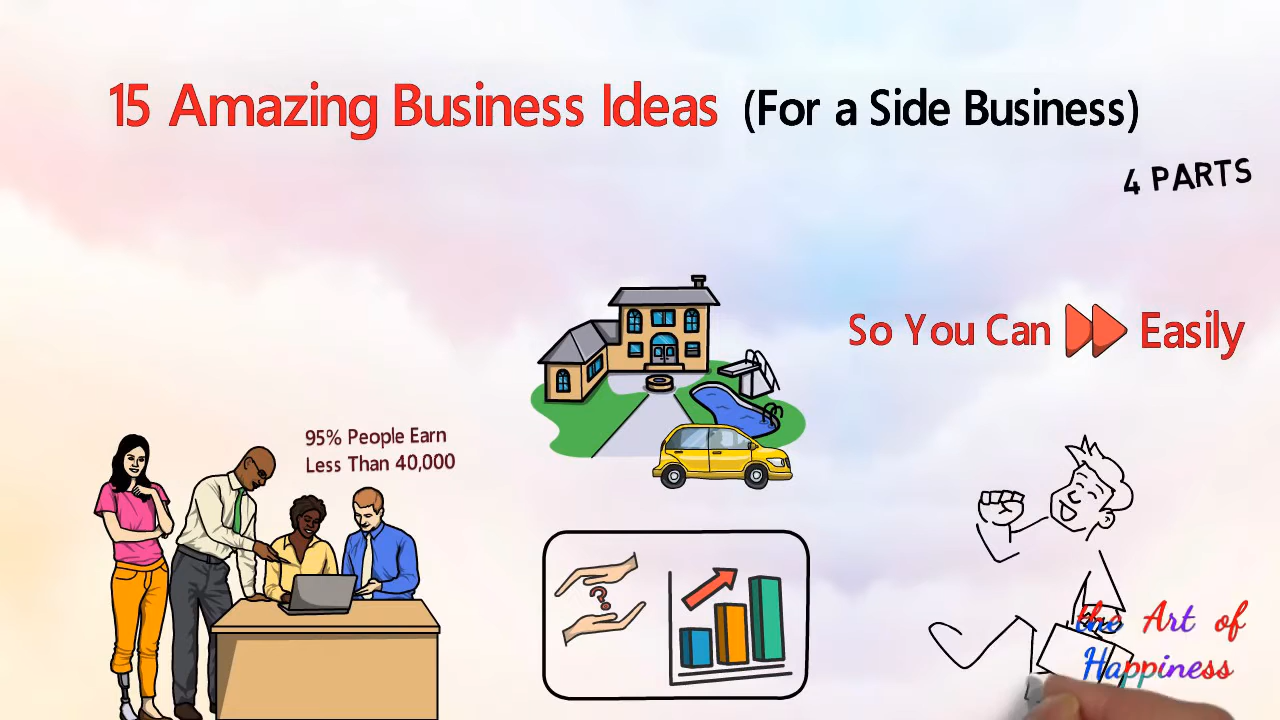 15 Amazing Business Ideas (For a Side Business)
4 PARTS
So You Can Easily
95% People Earn
Less Than 40,000
?
the Art of
Happiness